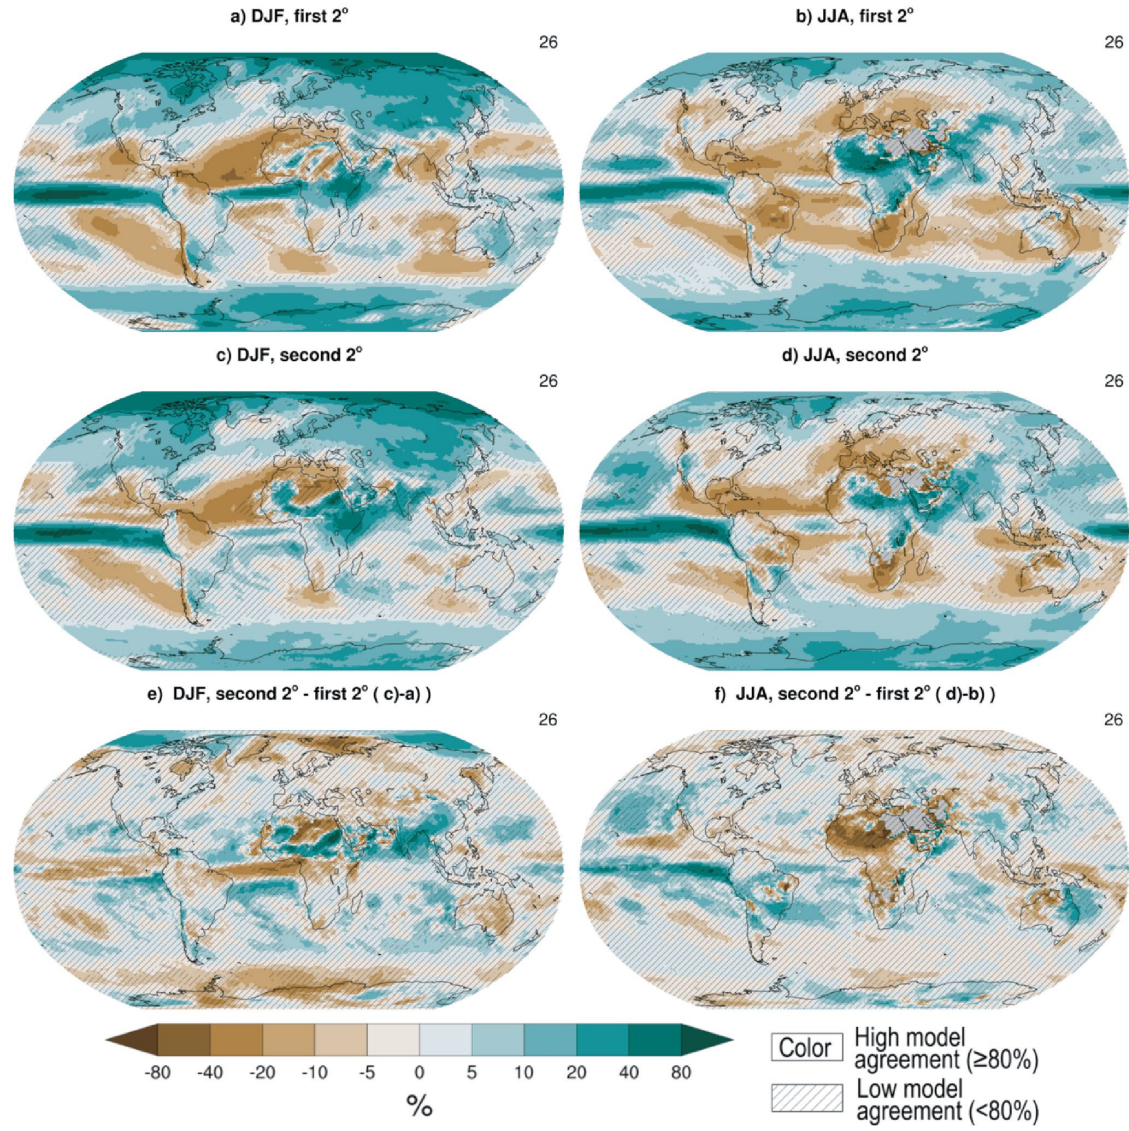 a) DJF, first 2°
b) JJA, first 2°
26
26
c) DJF, second 2°
d) JJA, second 2°
26
26
e) DJF, second 2° - first 2° ( c)-a) )
f) JJA, second 2° - first 2° ( d)-b) )
26
26
-80 -40 -20 -10 -5 0 5 10 20 40 80
%
Color
High model
agreement (≥80%)
Low model
agreement (<80%)